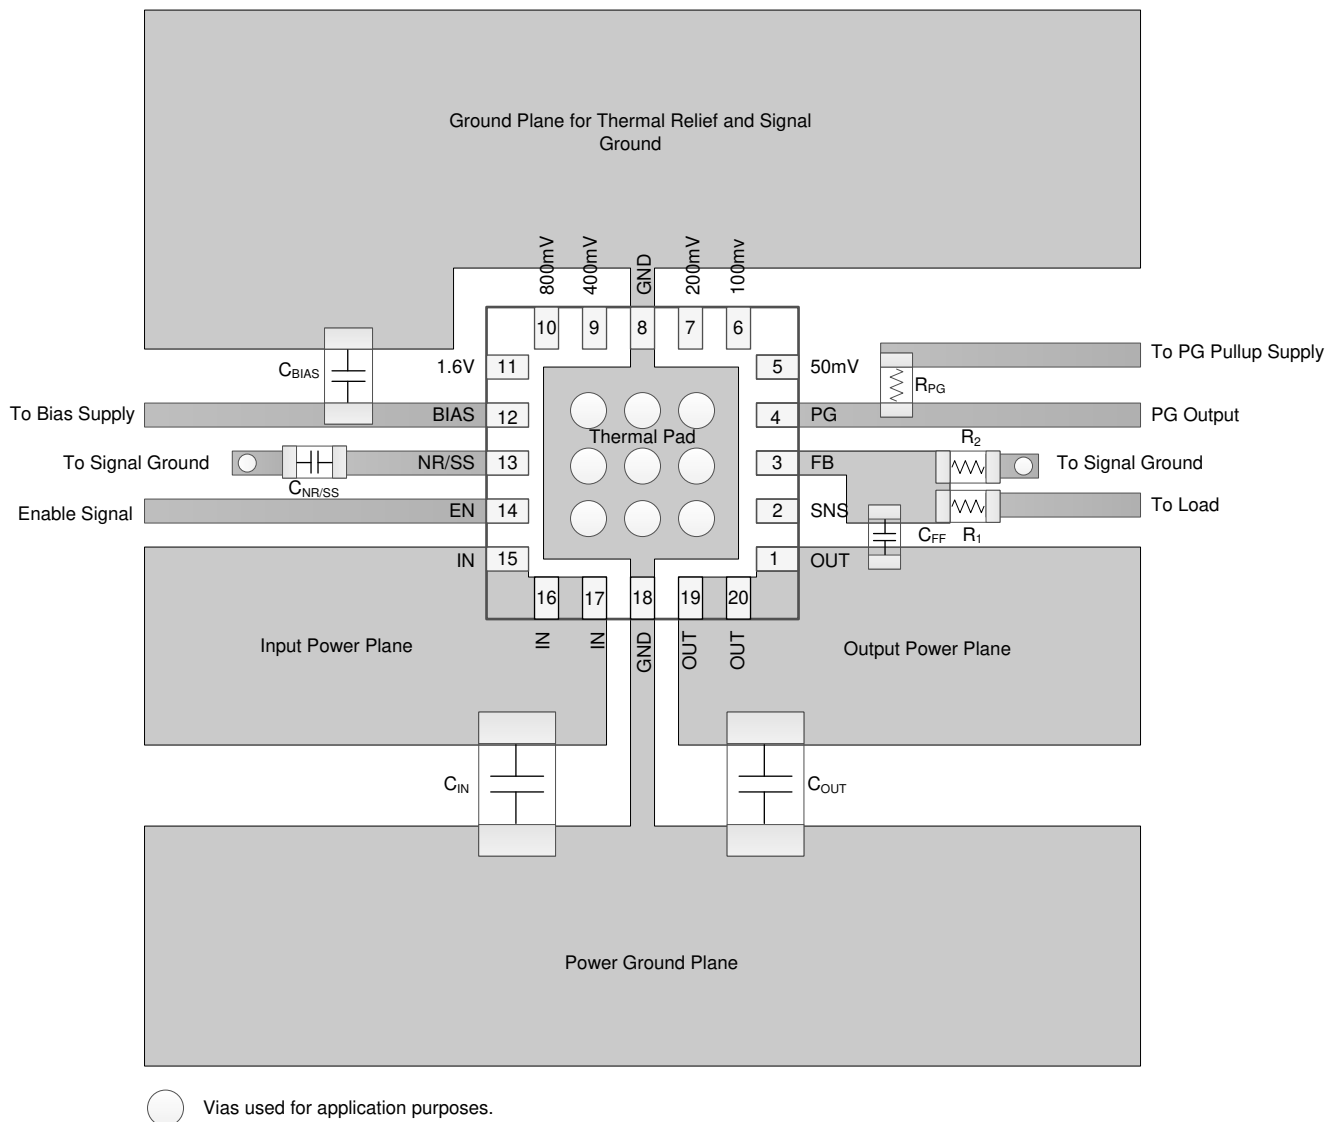 Ground Plane for Thermal Relief and Signal
Ground
800mV
400mV
GND
200mV
100mv
10
9
8
7
6
CBIAS
1.6V 11
5 50mV
To PG Pullup Supply
RPG
To Bias Supply
BIAS 12
4 PG
PG Output
Thermal Pad
R2
To Signal Ground
NR/SS 13
3 FB
To Signal Ground
CNR/SS
Enable Signal
EN 14
2 SNS
To Load
CFF R1
IN 15
1 OUT
16
17
18
19
20
IN
IN
GND
OUT
OUT
Input Power Plane
Output Power Plane
CIN
COUT
Power Ground Plane
Vias used for application purposes.